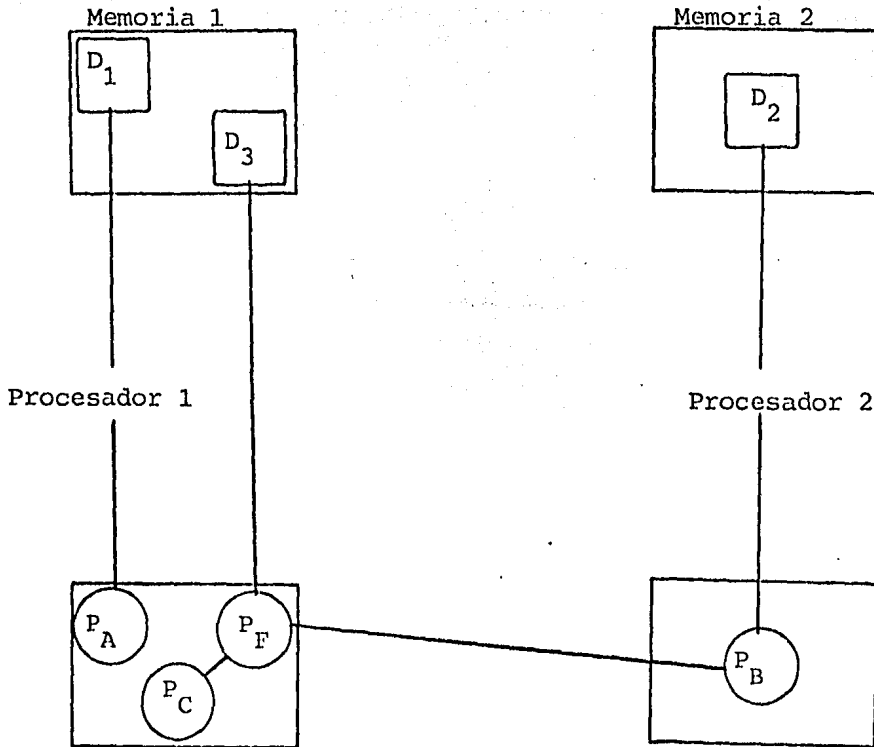 Memoria 1
Memoria 2
D1
D3
D2
Procesador 1
Procesador 2
PA
PF
PC
PB